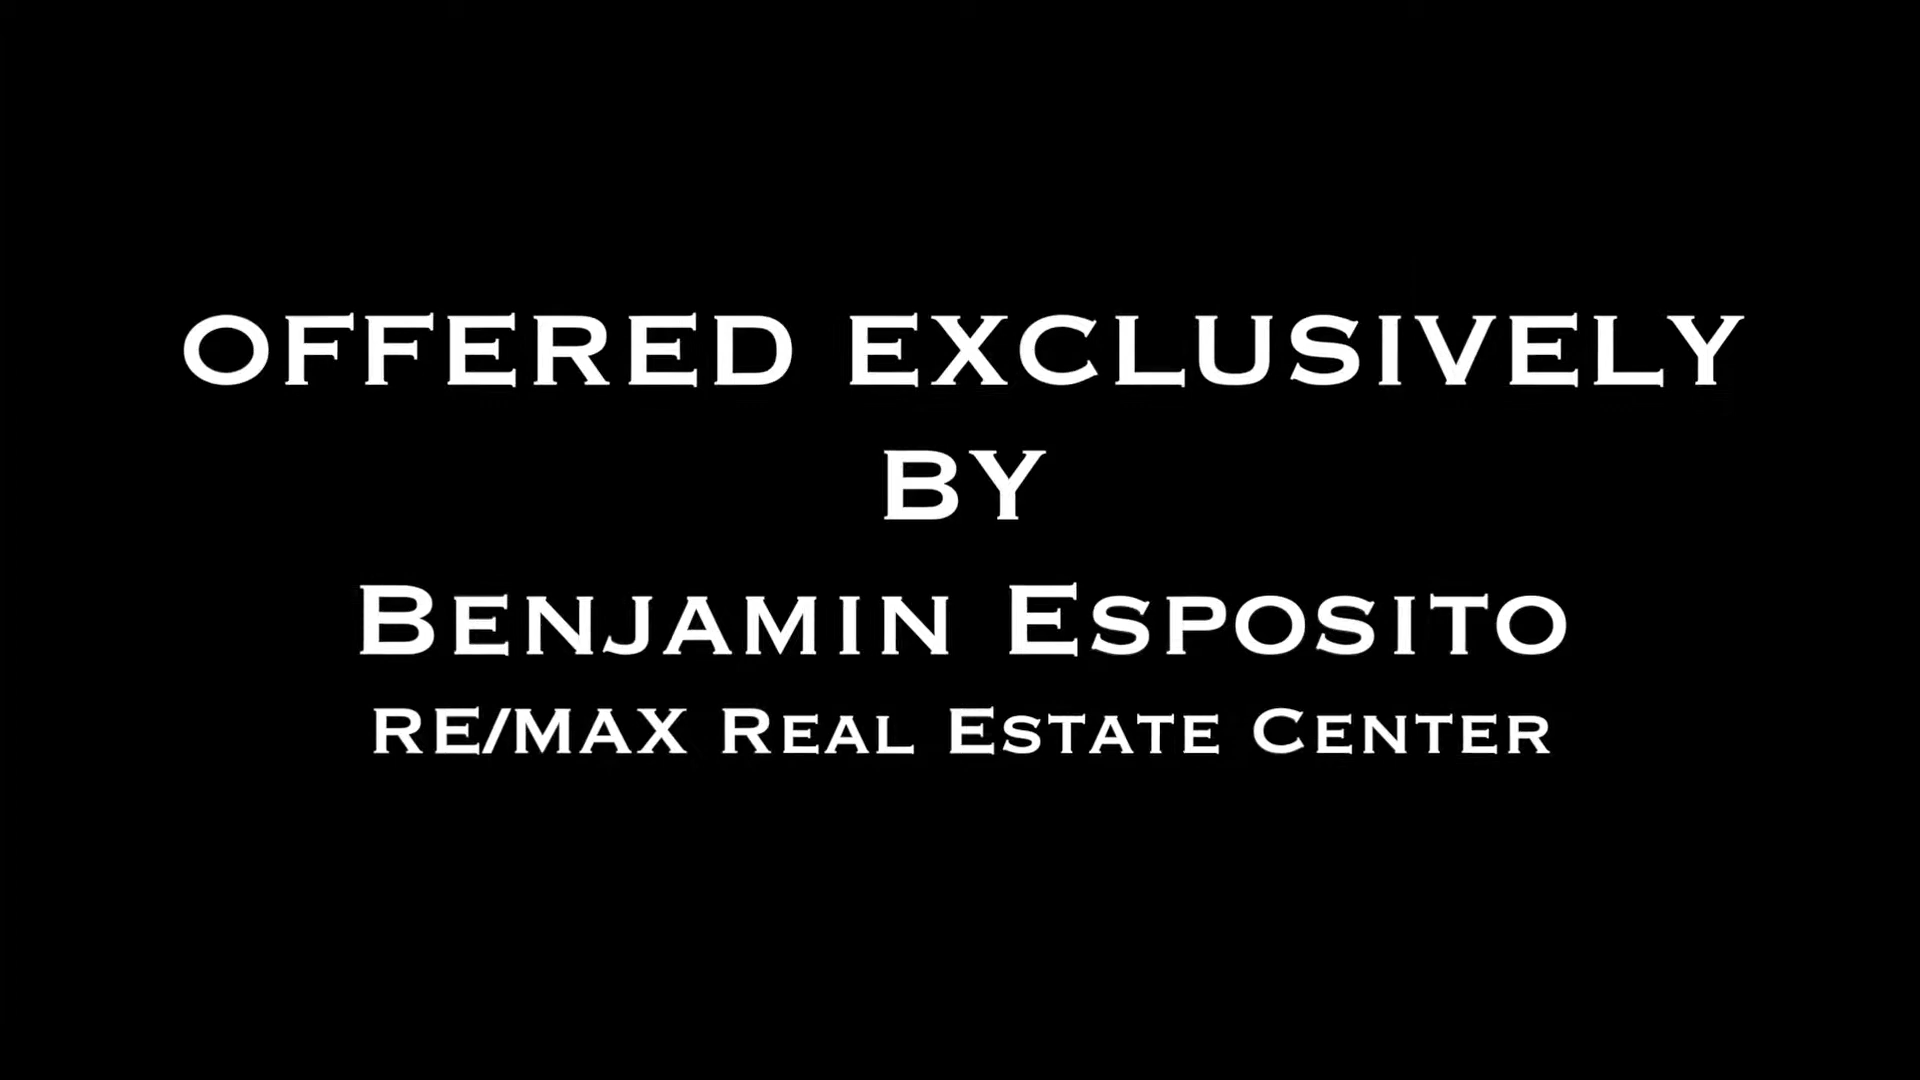 OFFERED EXCLUSIVELY
BY
BENJAMIN ESPOSITO
RE/MAX REAL ESTATE CENTER